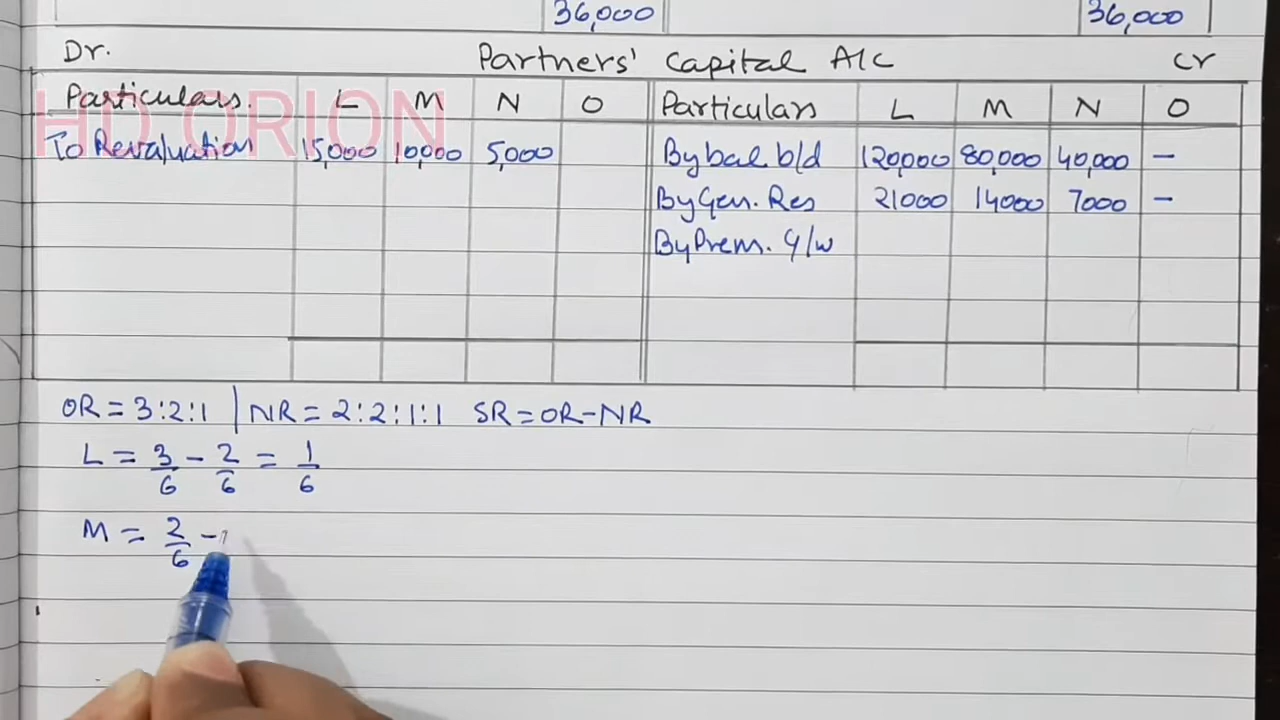 36,000 36,000
Dr. Partners' Capital A/C Cr
Particulars. L M N O Particulars L M N O
To Revaluation 15,000 10,000 5,000 By bal b/d 120,000 80,000 40,000 —
By Gen. Res 21000 14000 7000 —
By Prem. G/w
OR = 3:2:1 | NR = 2:2:1:1 SR = OR-NR
L = 3/6 - 2/6 = 1/6
M = 2/6 -
HD ORION